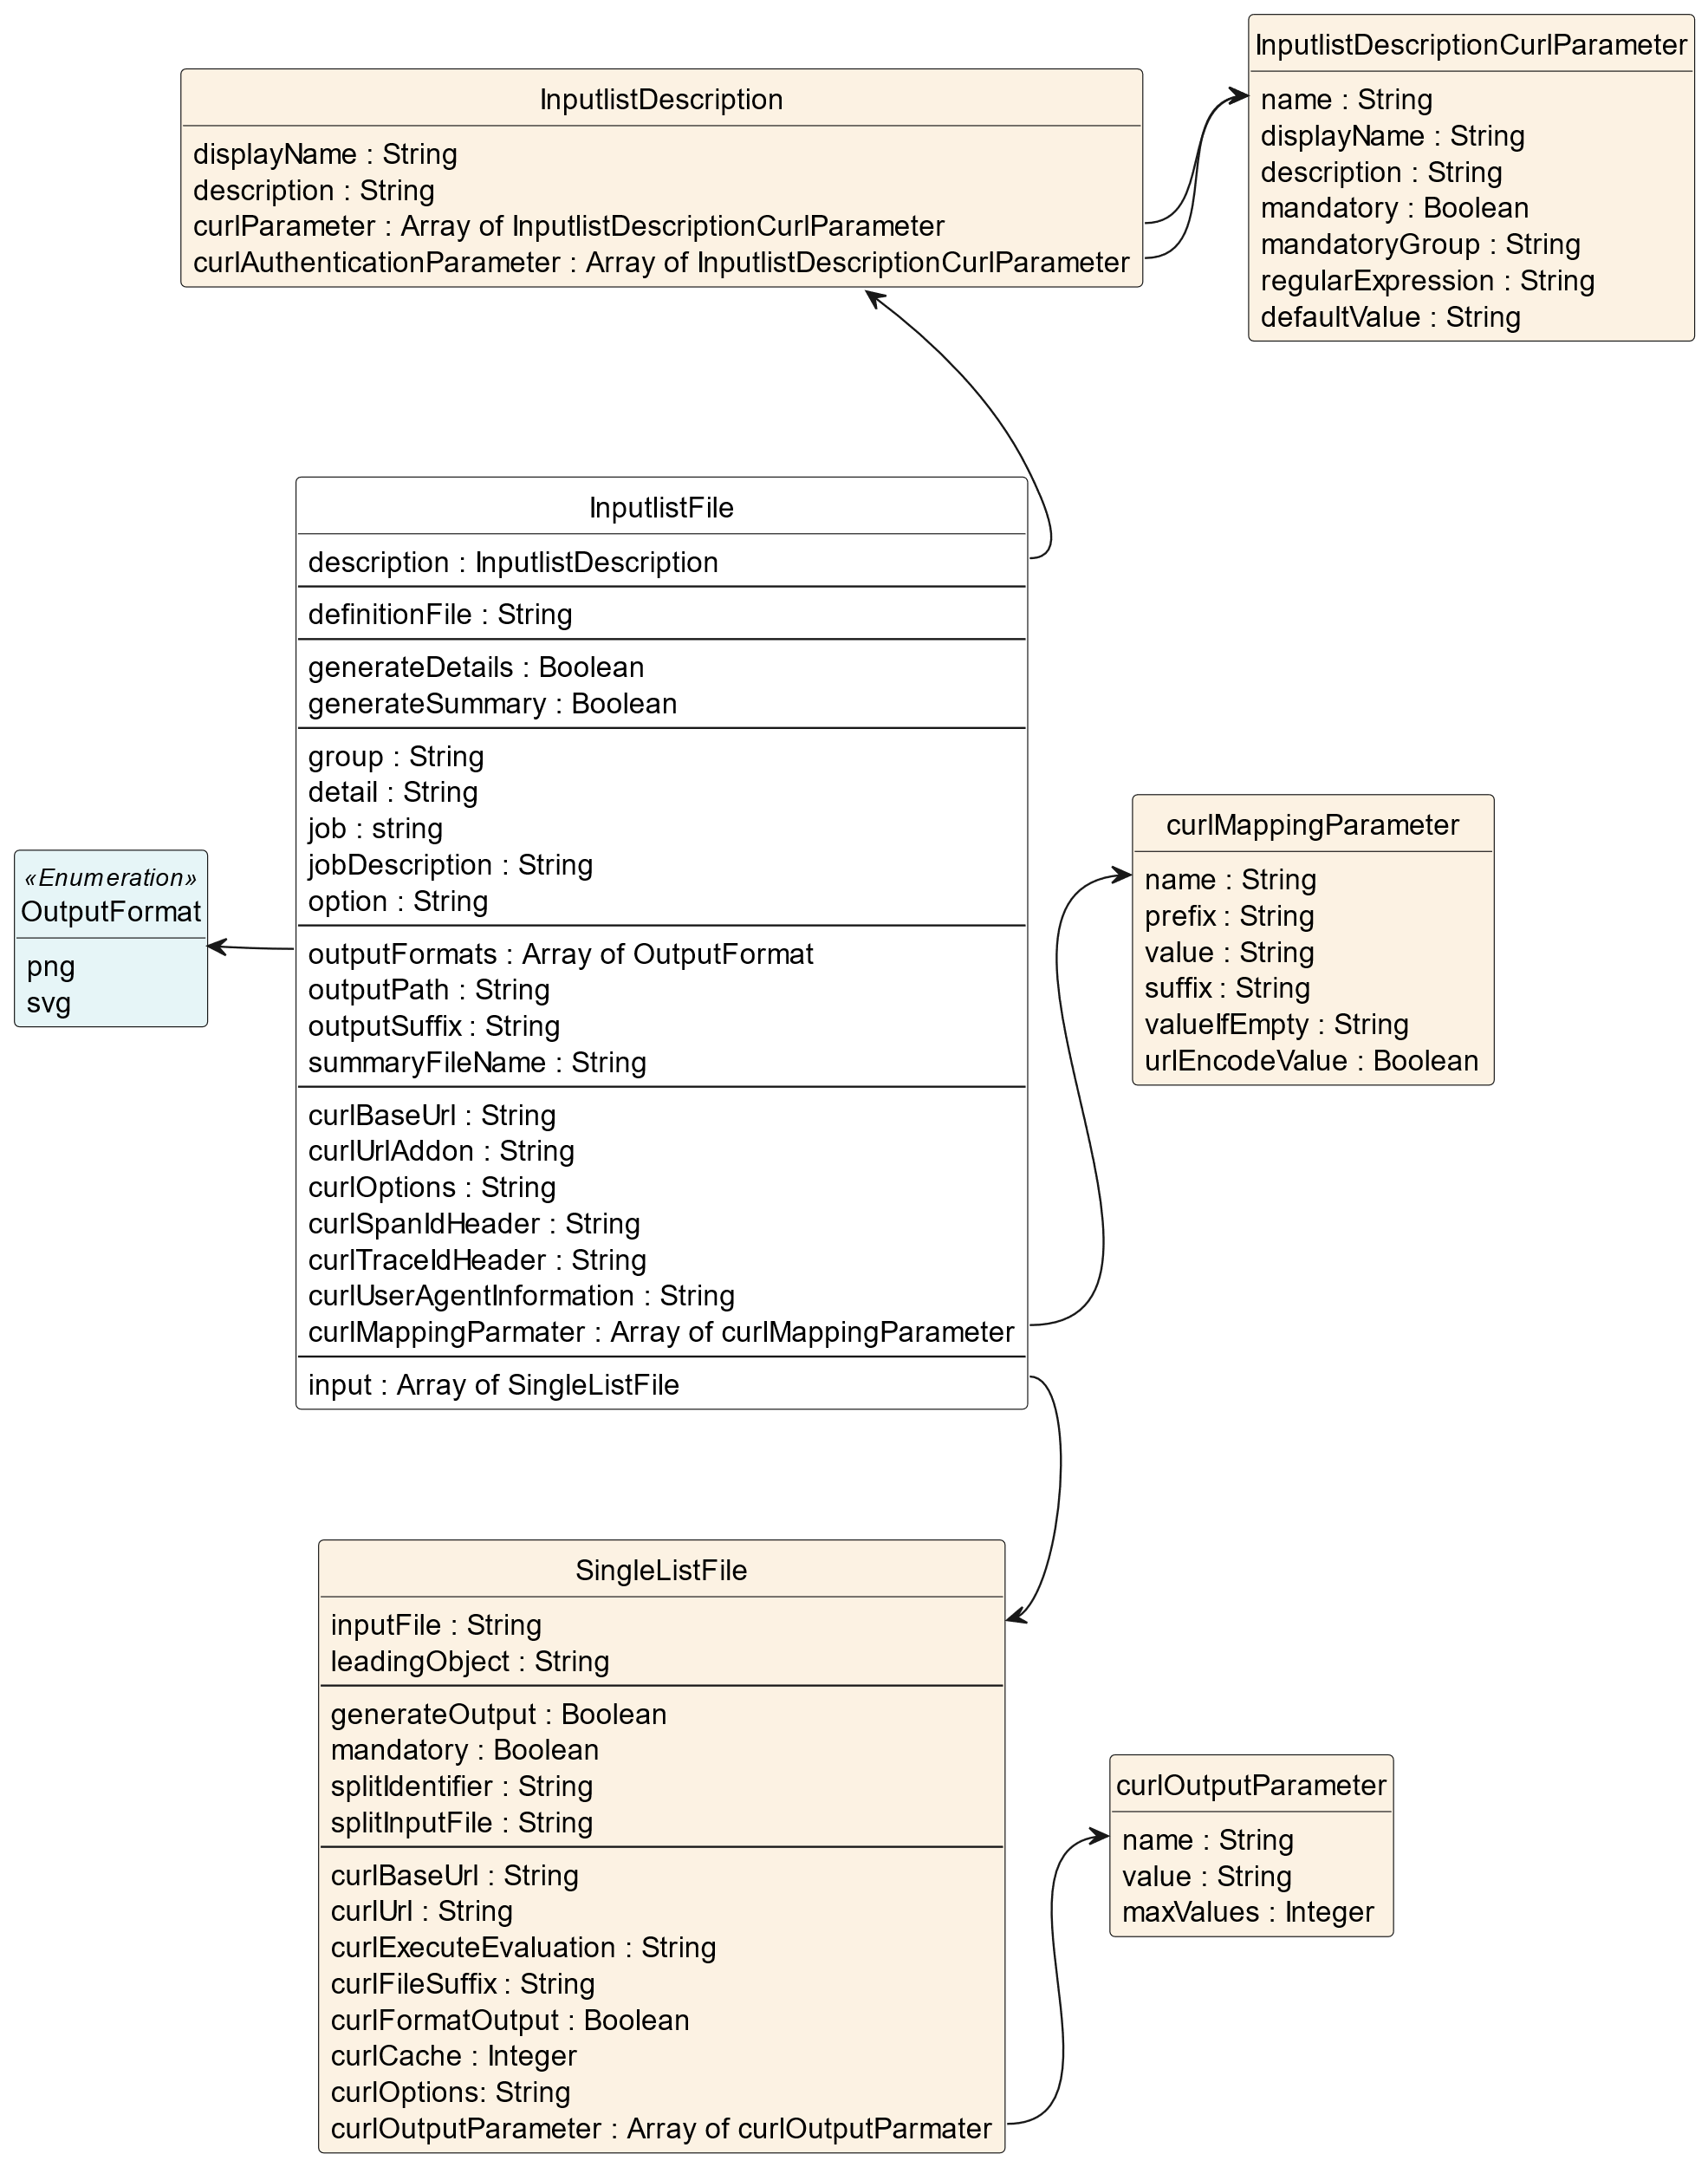 InputlistDescriptionCurlParameter
name : String
displayName : String
description : String
mandatory : Boolean
mandatoryGroup : String
regularExpression : String
defaultValue : String
InputlistDescription
displayName : String
description : String
curlParameter : Array of InputlistDescriptionCurlParameter
curlAuthenticationParameter : Array of InputlistDescriptionCurlParameter
InputlistFile
description : InputlistDescription
definitionFile : String
generateDetails : Boolean
generateSummary : Boolean
group : String
detail : String
job : string
jobDescription : String
option : String
outputFormats : Array of OutputFormat
outputPath : String
outputSuffix : String
summaryFileName : String
curlBaseUrl : String
curlUrlAddon : String
curlOptions : String
curlSpanIdHeader : String
curlTraceIdHeader : String
curlUserAgentInformation : String
curlMappingParmater : Array of curlMappingParameter
input : Array of SingleListFile
«Enumeration»
OutputFormat
png
svg
curlMappingParameter
name : String
prefix : String
value : String
suffix : String
valueIfEmpty : String
urlEncodeValue : Boolean
SingleListFile
inputFile : String
leadingObject : String
generateOutput : Boolean
mandatory : Boolean
splitIdentifier : String
splitInputFile : String
curlBaseUrl : String
curlUrl : String
curlExecuteEvaluation : String
curlFileSuffix : String
curlFormatOutput : Boolean
curlCache : Integer
curlOptions: String
curlOutputParameter : Array of curlOutputParmater
curlOutputParameter
name : String
value : String
maxValues : Integer